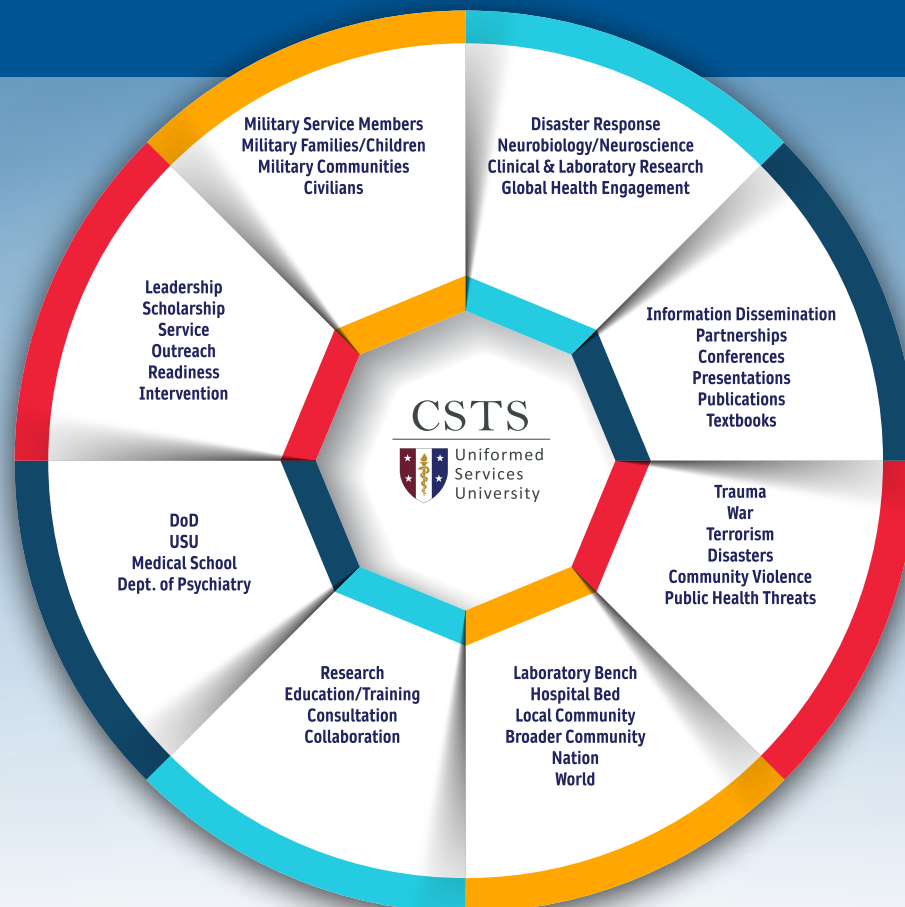 Military Service Members
Military Families/Children
Military Communities
Civilians
Disaster Response
Neurobiology/Neuroscience
Clinical & Laboratory Research
Global Health Engagement
Information Dissemination
Partnerships
Conferences
Presentations
Publications
Textbooks
Trauma
War
Terrorism
Disasters
Community Violence
Public Health Threats
Laboratory Bench
Hospital Bed
Local Community
Broader Community
Nation
World
Research
Education/Training
Consultation
Collaboration
DoD
USU
Medical School
Dept. of Psychiatry
Leadership
Scholarship
Service
Outreach
Readiness
Intervention
CSTS
Uniformed
Services
University